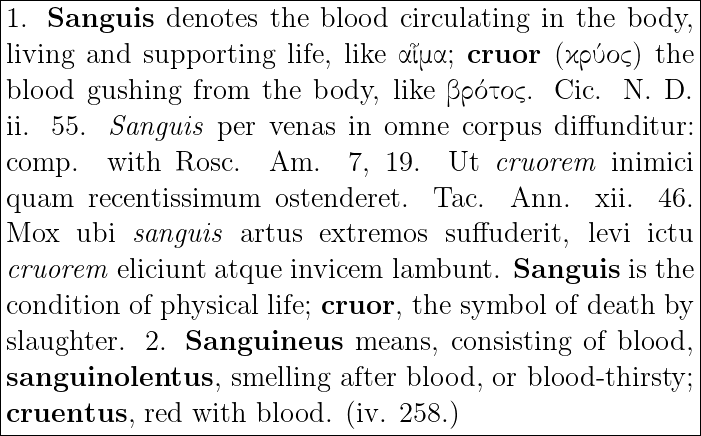 1. Sanguis denotes the blood circulating in the body,
living and supporting life, like αἷμα; cruor (κρύος) the
blood gushing from the body, like βρότος. Cic. N. D.
ii. 55. Sanguis per venas in omne corpus diffunditur:
comp. with Rosc. Am. 7, 19. Ut cruorem inimici
quam recentissimum ostenderet. Tac. Ann. xii. 46.
Mox ubi sanguis artus extremos suffuderit, levi ictu
cruorem eliciunt atque invicem lambunt. Sanguis is the
condition of physical life; cruor, the symbol of death by
slaughter. 2. Sanguineus means, consisting of blood,
sanguinolentus, smelling after blood, or blood-thirsty;
cruentus, red with blood. (iv. 258.)